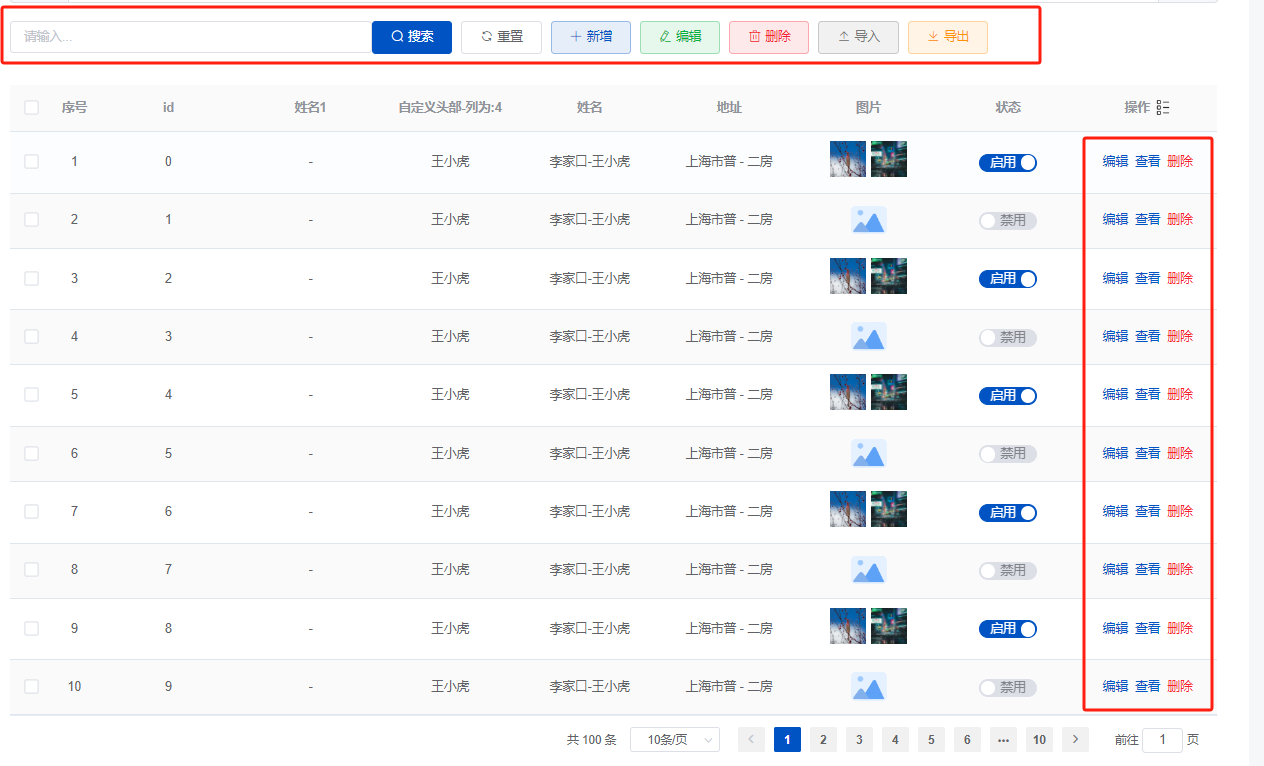 请输入... 搜索 重置 新增 编辑 删除 导入 导出
序号 id 姓名1 自定义头部-列为:4 姓名 地址 图片 状态 操作
1 0 - 王小虎 李家口-王小虎 上海市普 - 二房 启用 编辑 查看 删除
2 1 - 王小虎 李家口-王小虎 上海市普 - 二房 禁用 编辑 查看 删除
3 2 - 王小虎 李家口-王小虎 上海市普 - 二房 启用 编辑 查看 删除
4 3 - 王小虎 李家口-王小虎 上海市普 - 二房 禁用 编辑 查看 删除
5 4 - 王小虎 李家口-王小虎 上海市普 - 二房 启用 编辑 查看 删除
6 5 - 王小虎 李家口-王小虎 上海市普 - 二房 禁用 编辑 查看 删除
7 6 - 王小虎 李家口-王小虎 上海市普 - 二房 启用 编辑 查看 删除
8 7 - 王小虎 李家口-王小虎 上海市普 - 二房 禁用 编辑 查看 删除
9 8 - 王小虎 李家口-王小虎 上海市普 - 二房 启用 编辑 查看 删除
10 9 - 王小虎 李家口-王小虎 上海市普 - 二房 禁用 编辑 查看 删除
共 100 条 10条/页 1 2 3 4 5 6 ... 10 前往 1 页